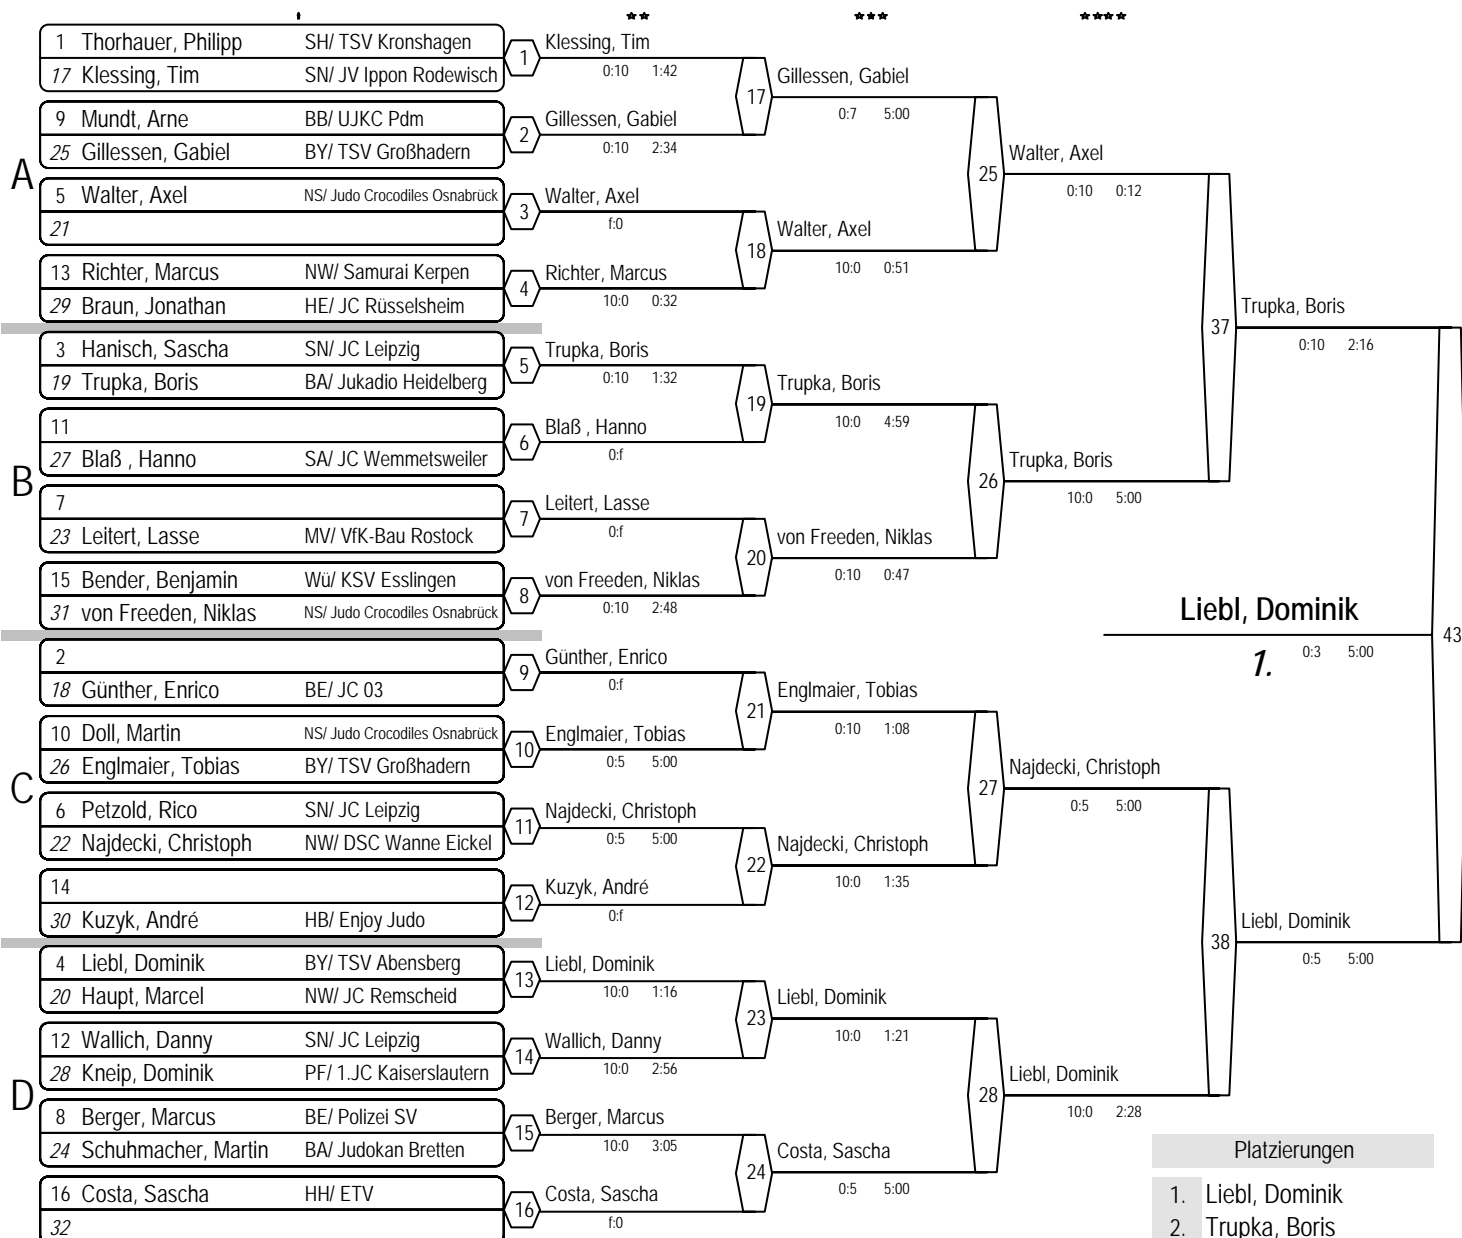 1 Thorhauer, Philipp SH/ TSV Kronshagen
17 Klessing, Tim SN/ JV Ippon Rodewisch
1
Klessing, Tim
0:10 1:42
9 Mundt, Arne BB/ UJKC Pdm
25 Gillessen, Gabiel BY/ TSV Großhadern
2
Gillessen, Gabiel
0:10 2:34
A
5 Walter, Axel NS/ Judo Crocodiles Osnabrück
21
3
Walter, Axel
f:0
13 Richter, Marcus NW/ Samurai Kerpen
29 Braun, Jonathan HE/ JC Rüsselsheim
4
Richter, Marcus
10:0 0:32
3 Hanisch, Sascha SN/ JC Leipzig
19 Trupka, Boris BA/ Jukadio Heidelberg
5
Trupka, Boris
0:10 1:32
11
27 Blaß , Hanno SA/ JC Wemmetsweiler
6
Blaß , Hanno
0:f
B
7
23 Leitert, Lasse MV/ VfK-Bau Rostock
7
Leitert, Lasse
0:f
15 Bender, Benjamin Wü/ KSV Esslingen
31 von Freeden, Niklas NS/ Judo Crocodiles Osnabrück
8
von Freeden, Niklas
0:10 2:48
2
18 Günther, Enrico BE/ JC 03
9
Günther, Enrico
0:f
10 Doll, Martin NS/ Judo Crocodiles Osnabrück
26 Englmaier, Tobias BY/ TSV Großhadern
10
Englmaier, Tobias
0:5 5:00
C
6 Petzold, Rico SN/ JC Leipzig
22 Najdecki, Christoph NW/ DSC Wanne Eickel
11
Najdecki, Christoph
0:5 5:00
14
30 Kuzyk, André HB/ Enjoy Judo
12
Kuzyk, André
0:f
4 Liebl, Dominik BY/ TSV Abensberg
20 Haupt, Marcel NW/ JC Remscheid
13
Liebl, Dominik
10:0 1:16
12 Wallich, Danny SN/ JC Leipzig
28 Kneip, Dominik PF/ 1.JC Kaiserslautern
14
Wallich, Danny
10:0 2:56
D
8 Berger, Marcus BE/ Polizei SV
24 Schuhmacher, Martin BA/ Judokan Bretten
15
Berger, Marcus
10:0 3:05
16 Costa, Sascha HH/ ETV
32
16
Costa, Sascha
f:0
17
Gillessen, Gabiel
0:7 5:00
18
Walter, Axel
10:0 0:51
19
Trupka, Boris
10:0 4:59
20
von Freeden, Niklas
0:10 0:47
21
Englmaier, Tobias
0:10 1:08
22
Najdecki, Christoph
10:0 1:35
23
Liebl, Dominik
10:0 1:21
24
Costa, Sascha
0:5 5:00
25
Walter, Axel
0:10 0:12
26
Trupka, Boris
10:0 5:00
27
Najdecki, Christoph
0:5 5:00
28
Liebl, Dominik
10:0 2:28
37
Trupka, Boris
0:10 2:16
38
Liebl, Dominik
0:5 5:00
43
Liebl, Dominik
1. 0:3 5:00
Platzierungen
1. Liebl, Dominik
2. Trupka, Boris